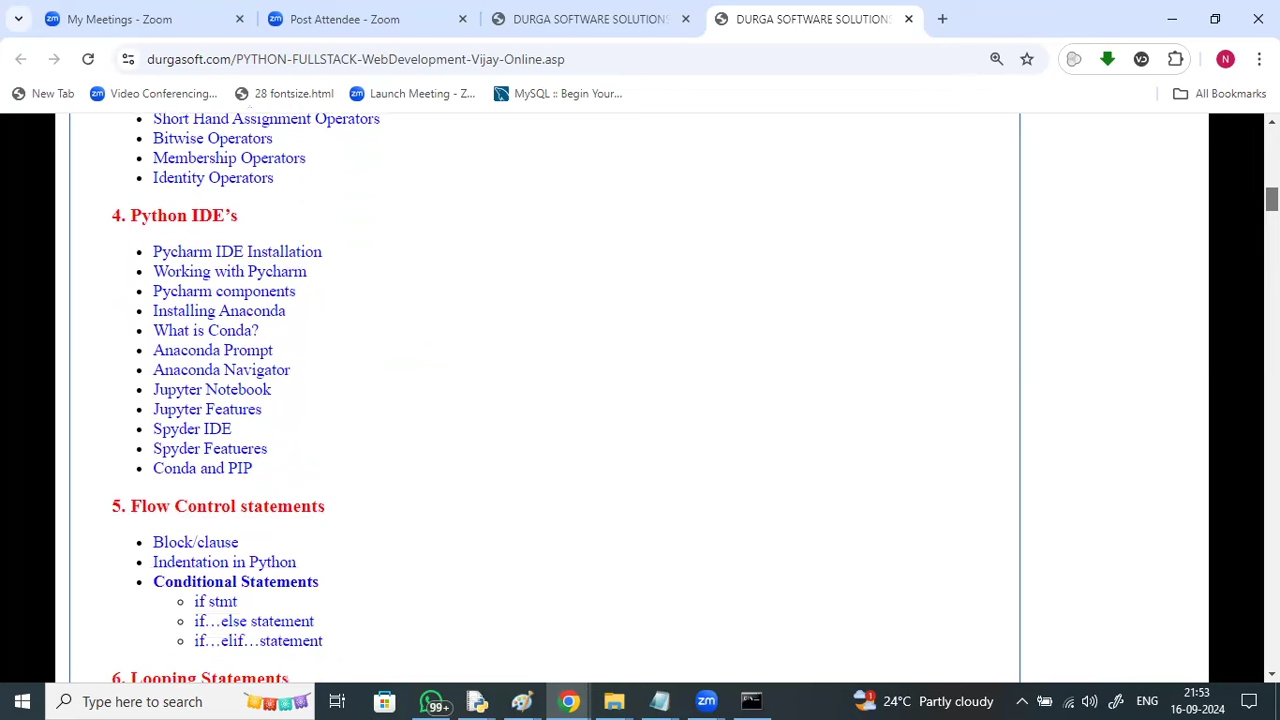 My Meetings - Zoom
Post Attendee - Zoom
DURGA SOFTWARE SOLUTIONS
DURGA SOFTWARE SOLUTIONS
durgasoft.com/PYTHON-FULLSTACK-WebDevelopment-Vijay-Online.asp
N
New Tab
Video Conferencing...
28 fontsize.html
Launch Meeting - Z...
MySQL :: Begin Your...
All Bookmarks
Short Hand Assignment Operators
Bitwise Operators
Membership Operators
Identity Operators
4. Python IDE’s
Pycharm IDE Installation
Working with Pycharm
Pycharm components
Installing Anaconda
What is Conda?
Anaconda Prompt
Anaconda Navigator
Jupyter Notebook
Jupyter Features
Spyder IDE
Spyder Featueres
Conda and PIP
5. Flow Control statements
Block/clause
Indentation in Python
Conditional Statements
if stmt
if…else statement
if…elif…statement
6. Looping Statements
Type here to search
99+
24°C Partly cloudy
ENG
21:53
16-09-2024